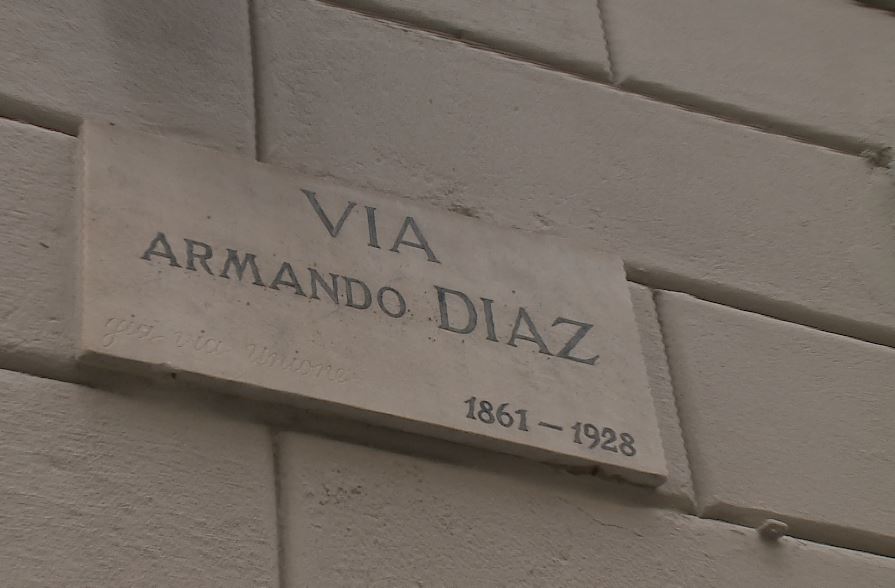 VIA
ARMANDO DIAZ
già via unione
1861-1928